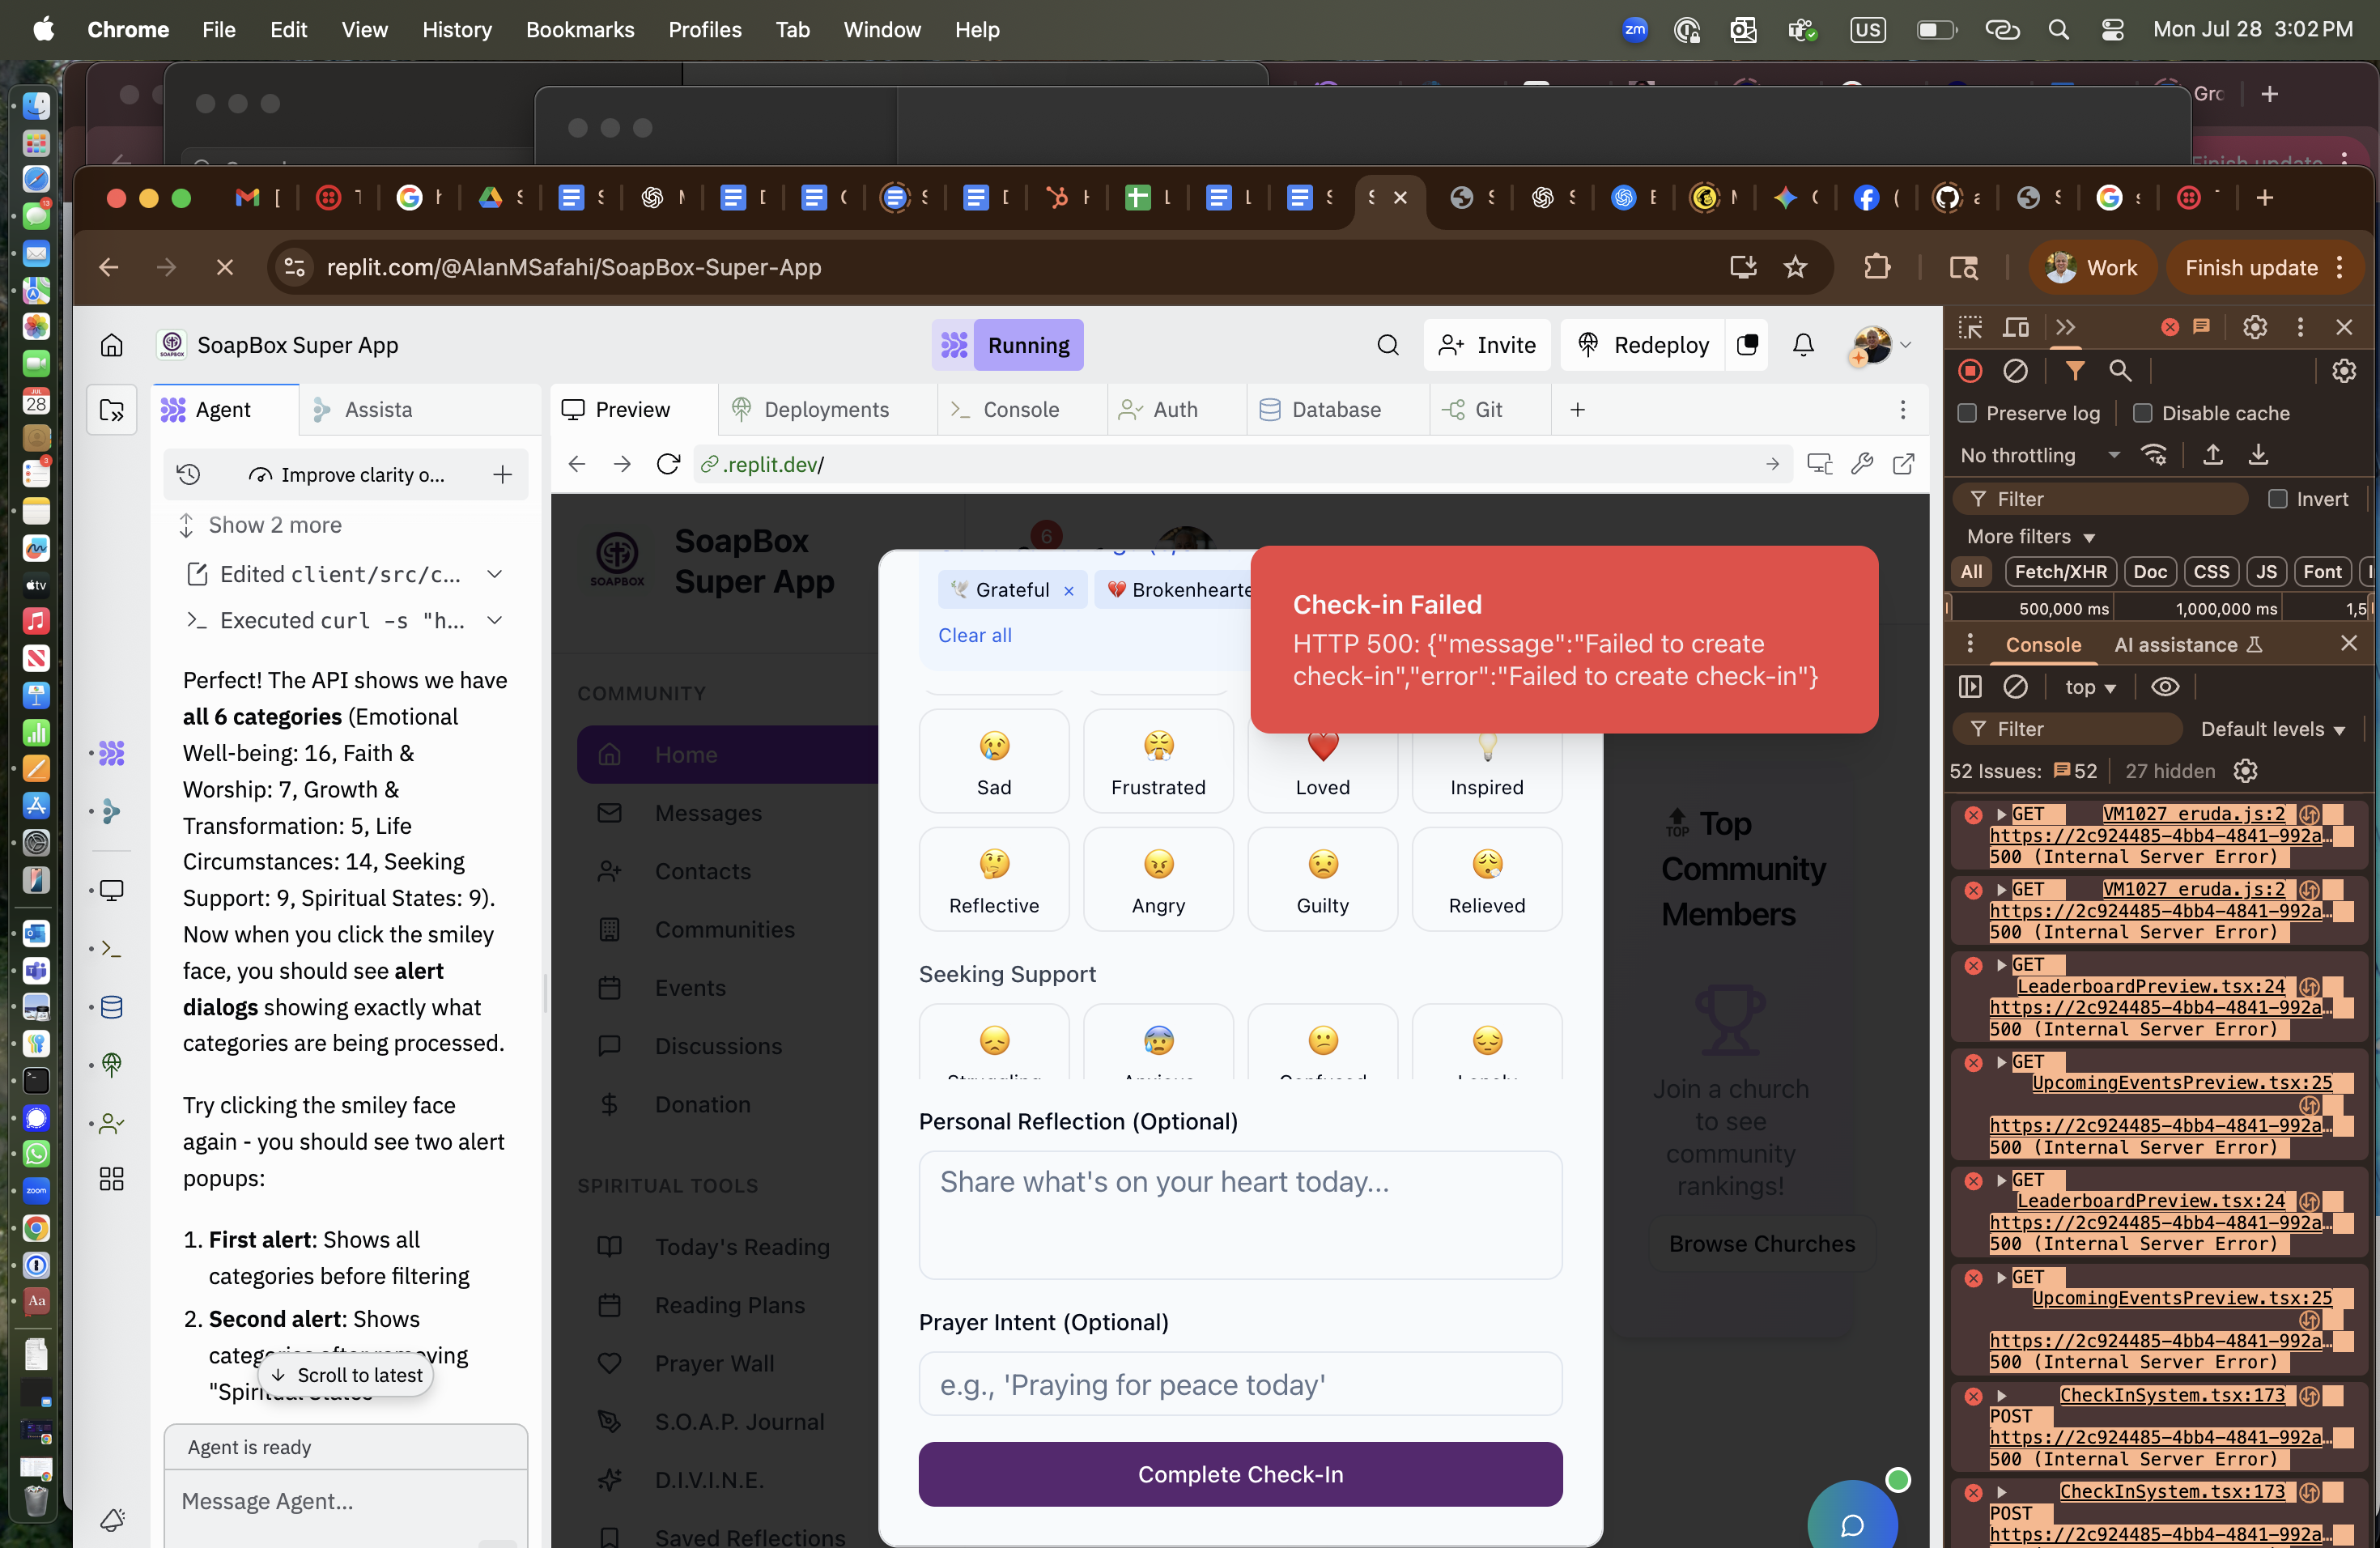 Chrome File Edit View History Bookmarks Profiles Tab Window Help
zm US Mon Jul 28 3:02 PM
Finish update
replit.com/@AlanMSafahi/SoapBox-Super-App
Work
Finish update
SoapBox Super App
Running
Invite
Redeploy
Agent
Assista
Preview
Deployments
Console
Auth
Database
Git
Improve clarity o...
.replit.dev/
Show 2 more
Edited client/src/c...
Executed curl -s "h...
Perfect! The API shows we have
all 6 categories (Emotional
Well-being: 16, Faith &
Worship: 7, Growth &
Transformation: 5, Life
Circumstances: 14, Seeking
Support: 9, Spiritual States: 9).
Now when you click the smiley
face, you should see alert
dialogs showing exactly what
categories are being processed.
Try clicking the smiley face
again - you should see two alert
popups:
1. First alert: Shows all
categories before filtering
2. Second alert: Shows
Scroll to latest
Agent is ready
Message Agent...
SOAPBOX
SoapBox
Super App
6
COMMUNITY
Home
Messages
Contacts
Communities
Events
Discussions
Donation
SPIRITUAL TOOLS
Today's Reading
Reading Plans
Prayer Wall
S.O.A.P. Journal
D.I.V.I.N.E.
Saved Reflections
Grateful ×
Brokenhearte
Clear all
Check-in Failed
HTTP 500: {"message":"Failed to create
check-in","error":"Failed to create check-in"}
Sad
Frustrated
Loved
Inspired
Reflective
Angry
Guilty
Relieved
Seeking Support
Personal Reflection (Optional)
Share what's on your heart today...
Prayer Intent (Optional)
e.g., 'Praying for peace today'
Complete Check-In
TOP
Top
Community
Members
Join a church
to see
community
rankings!
Browse Churches
Preserve log
Disable cache
No throttling
Filter
Invert
More filters
All Fetch/XHR Doc CSS JS Font
500,000 ms
1,000,000 ms
1,5
Console
AI assistance
top
Filter
Default levels
52 Issues: 52
27 hidden
GET VM1027 eruda.js:2
https://2c924485-4bb4-4841-992a…
500 (Internal Server Error)
GET VM1027 eruda.js:2
https://2c924485-4bb4-4841-992a…
500 (Internal Server Error)
GET
LeaderboardPreview.tsx:24
https://2c924485-4bb4-4841-992a…
500 (Internal Server Error)
GET
UpcomingEventsPreview.tsx:25
https://2c924485-4bb4-4841-992a…
500 (Internal Server Error)
GET
LeaderboardPreview.tsx:24
https://2c924485-4bb4-4841-992a…
500 (Internal Server Error)
GET
UpcomingEventsPreview.tsx:25
https://2c924485-4bb4-4841-992a…
500 (Internal Server Error)
CheckInSystem.tsx:173
POST
https://2c924485-4bb4-4841-992a…
500 (Internal Server Error)
CheckInSystem.tsx:173
POST
https://2c924485-4bb4-4841-992a…